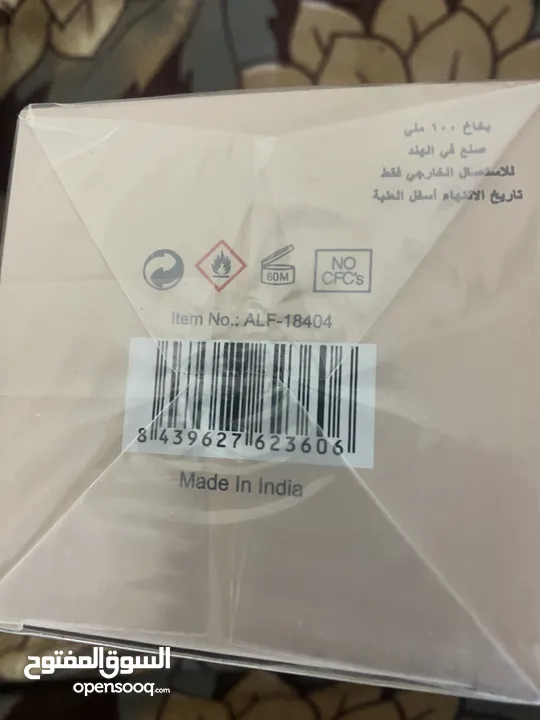 بخاخ ١٠٠ ملي
صنع في الهند
للاستعمال الخارجي فقط
تاريخ الانتهاء أسفل العلبة
60M
NO
CFC's
Item No.: ALF-18404
8 439627 623606
Made In India
السوق المفتوح
opensooq.com